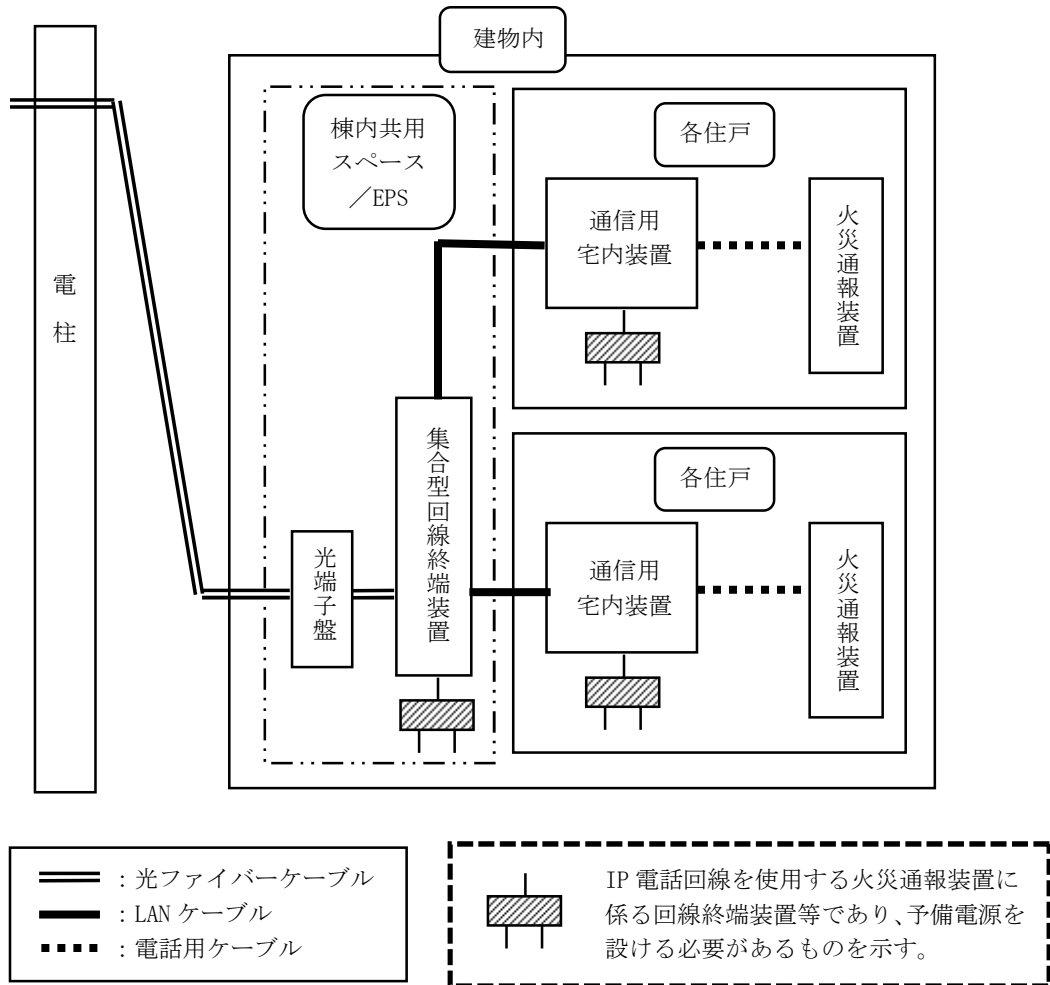 建物内
棟内共用
スペース
／EPS
各住戸
通信用
宅内装置
火災通報装置
電柱
集合型回線終端装置
各住戸
光端子盤
通信用
宅内装置
火災通報装置
：光ファイバーケーブル
：LAN ケーブル
：電話用ケーブル
IP 電話回線を使用する火災通報装置に
係る回線終端装置等であり、予備電源を
設ける必要があるものを示す。